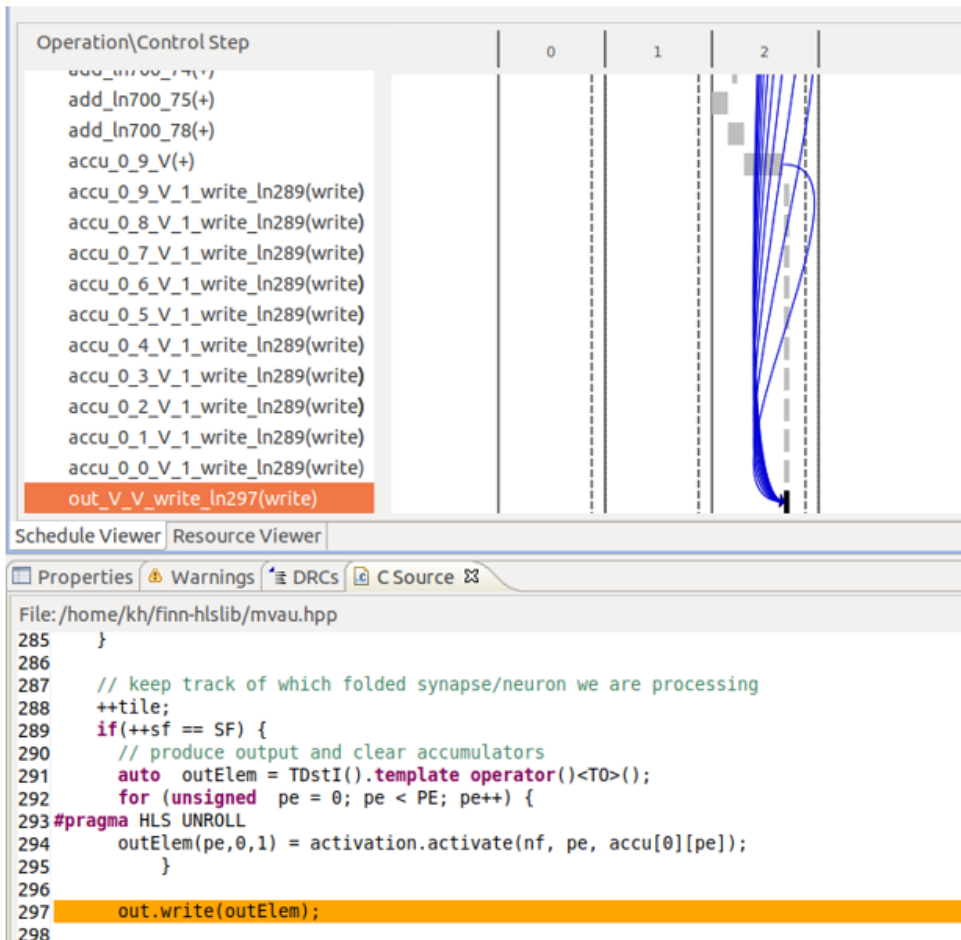 Operation\Control Step
0 1 2
add_ln700_74(+)
add_ln700_75(+)
add_ln700_78(+)
accu_0_9_V(+)
accu_0_9_V_1_write_ln289(write)
accu_0_8_V_1_write_ln289(write)
accu_0_7_V_1_write_ln289(write)
accu_0_6_V_1_write_ln289(write)
accu_0_5_V_1_write_ln289(write)
accu_0_4_V_1_write_ln289(write)
accu_0_3_V_1_write_ln289(write)
accu_0_2_V_1_write_ln289(write)
accu_0_1_V_1_write_ln289(write)
accu_0_0_V_1_write_ln289(write)
out_V_V_write_ln297(write)
Schedule Viewer Resource Viewer
Properties Warnings DRCs C Source
File: /home/kh/finn-hlslib/mvau.hpp
285 }
286
287 // keep track of which folded synapse/neuron we are processing
288 ++tile;
289 if(++sf == SF) {
290 // produce output and clear accumulators
291 auto outElem = TDstI().template operator()<TO>();
292 for (unsigned pe = 0; pe < PE; pe++) {
293 #pragma HLS UNROLL
294 outElem(pe,0,1) = activation.activate(nf, pe, accu[0][pe]);
295 }
296
297 out.write(outElem);
298